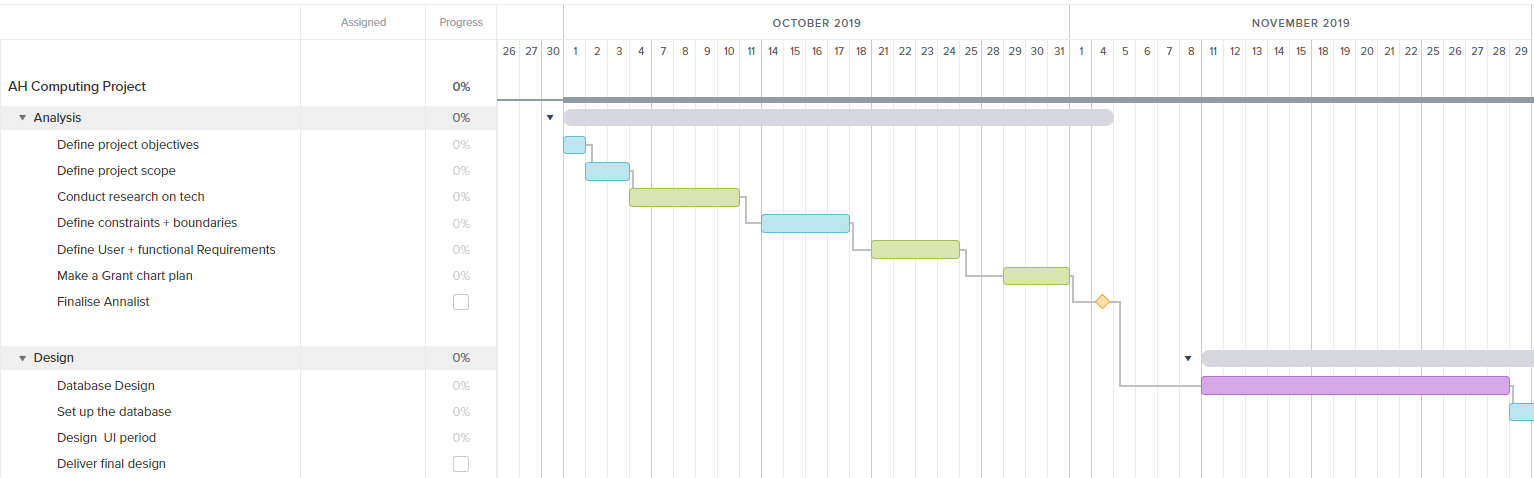 OCTOBER 2019 NOVEMBER 2019
Assigned Progress
26 27 30 1 2 3 4 7 8 9 10 11 14 15 16 17 18 21 22 23 24 25 28 29 30 31 1 4 5 6 7 8 11 12 13 14 15 18 19 20 21 22 25 26 27 28 29
AH Computing Project 0%
Analysis 0%
Define project objectives 0%
Define project scope 0%
Conduct research on tech 0%
Define constraints + boundaries 0%
Define User + functional Requirements 0%
Make a Grant chart plan 0%
Finalise Annalist
Design 0%
Database Design 0%
Set up the database 0%
Design UI period 0%
Deliver final design